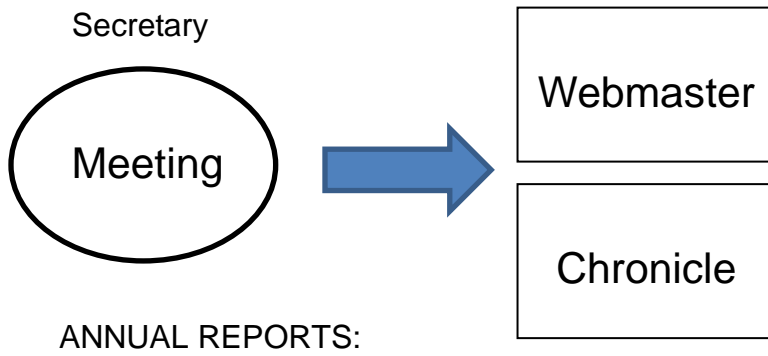 Secretary
Meeting
Webmaster
Chronicle
ANNUAL REPORTS: